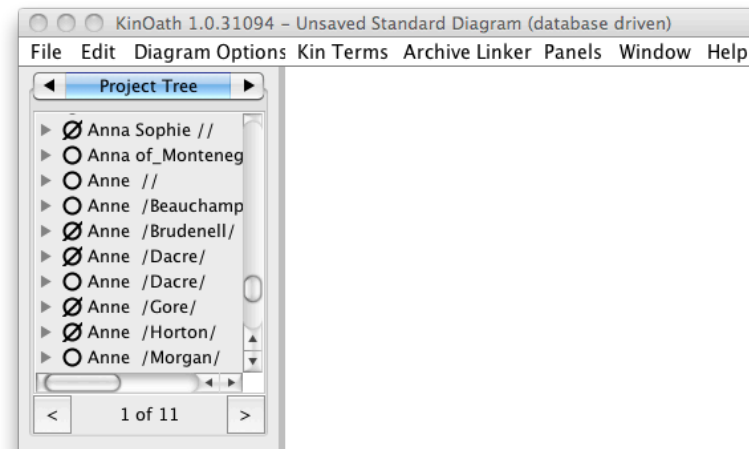 KinOath 1.0.31094 – Unsaved Standard Diagram (database driven)
File Edit Diagram Options Kin Terms Archive Linker Panels Window Help
Project Tree
Anna Sophie //
Anna of_Monteneg
Anne //
Anne /Beauchamp
Anne /Brudenell/
Anne /Dacre/
Anne /Dacre/
Anne /Gore/
Anne /Horton/
Anne /Morgan/
< 1 of 11 >